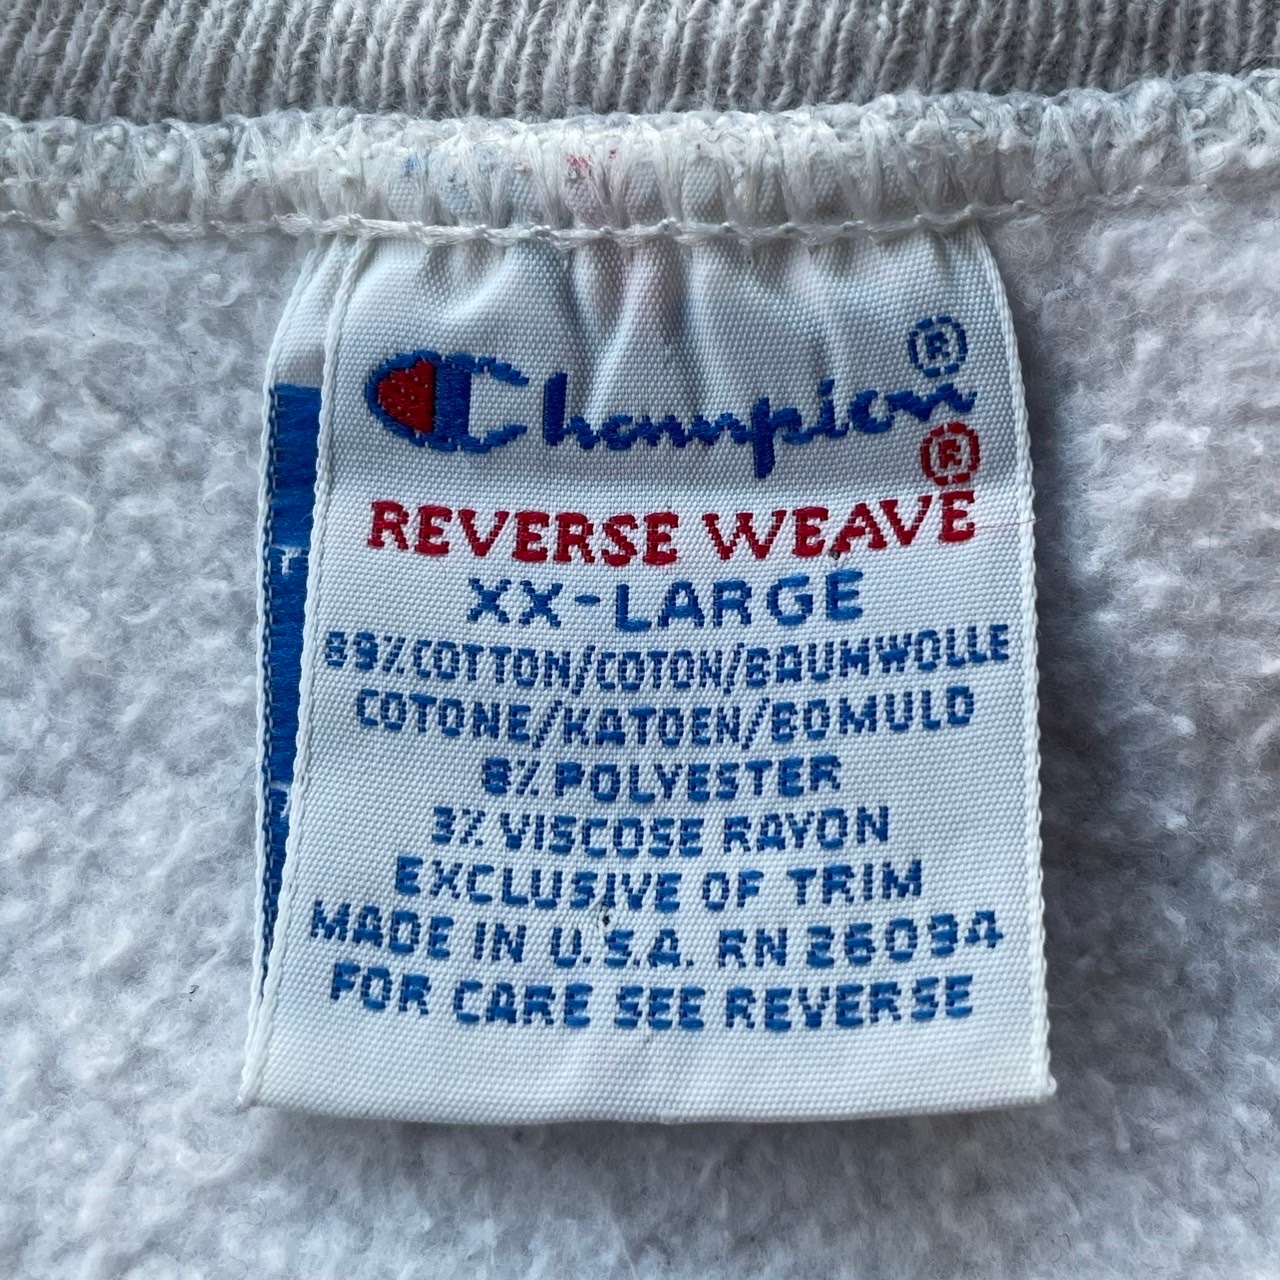 Champion®
REVERSE WEAVE®
XX-LARGE
89% COTTON/COTON/BAUMWOLLE
COTONE/KATOEN/BOMULD
8% POLYESTER
3% VISCOSE RAYON
EXCLUSIVE OF TRIM
MADE IN U.S.A. RN 26094
FOR CARE SEE REVERSE